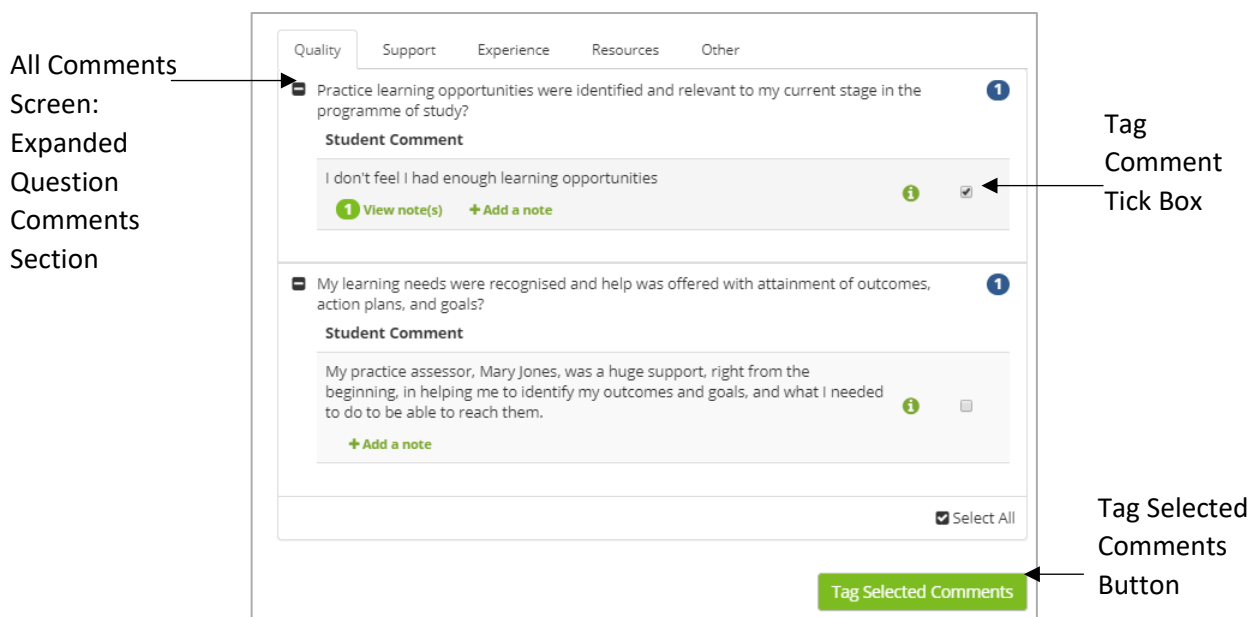 All Comments
Screen:
Expanded
Question
Comments
Section
Quality Support Experience Resources Other
Practice learning opportunities were identified and relevant to my current stage in the
programme of study?
1
Student Comment
I don't feel I had enough learning opportunities
1 View note(s) + Add a note
Tag
Comment
Tick Box
My learning needs were recognised and help was offered with attainment of outcomes,
action plans, and goals?
1
Student Comment
My practice assessor, Mary Jones, was a huge support, right from the
beginning, in helping me to identify my outcomes and goals, and what I needed
to do to be able to reach them.
+ Add a note
Select All
Tag Selected Comments
Tag Selected
Comments
Button